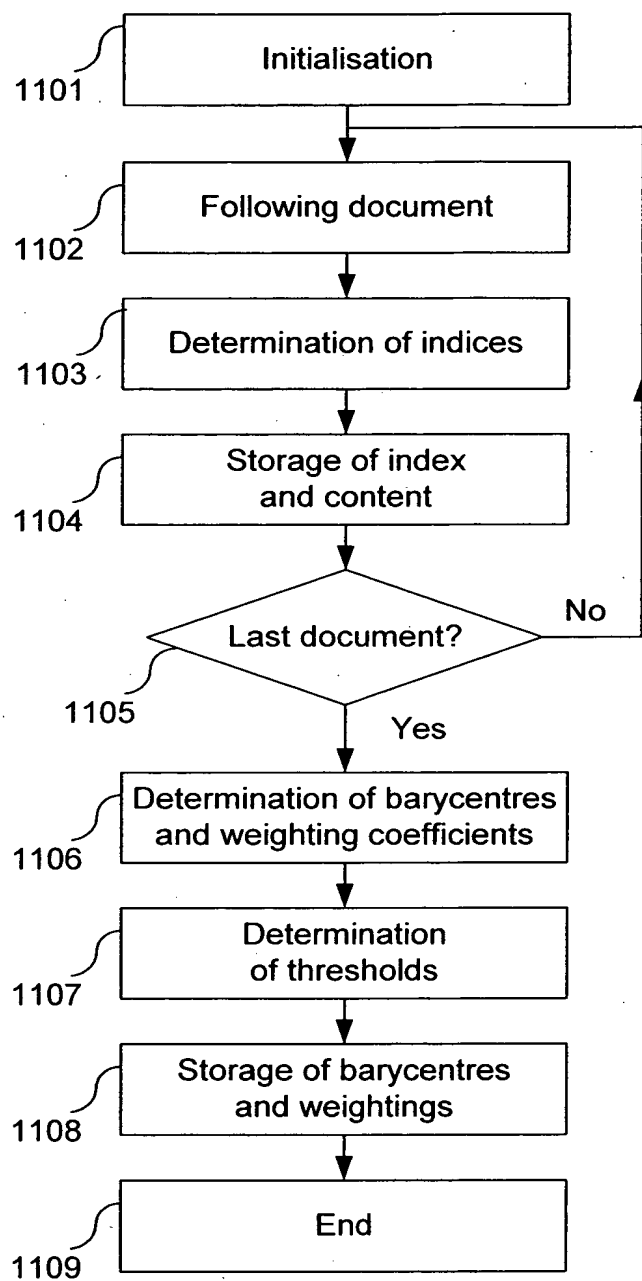 Initialisation
1101
Following document
1102
Determination of indices
1103
Storage of index
and content
1104
Last document?
No
1105
Yes
Determination of barycentres
and weighting coefficients
1106
Determination
of thresholds
1107
Storage of barycentres
and weightings
1108
End
1109